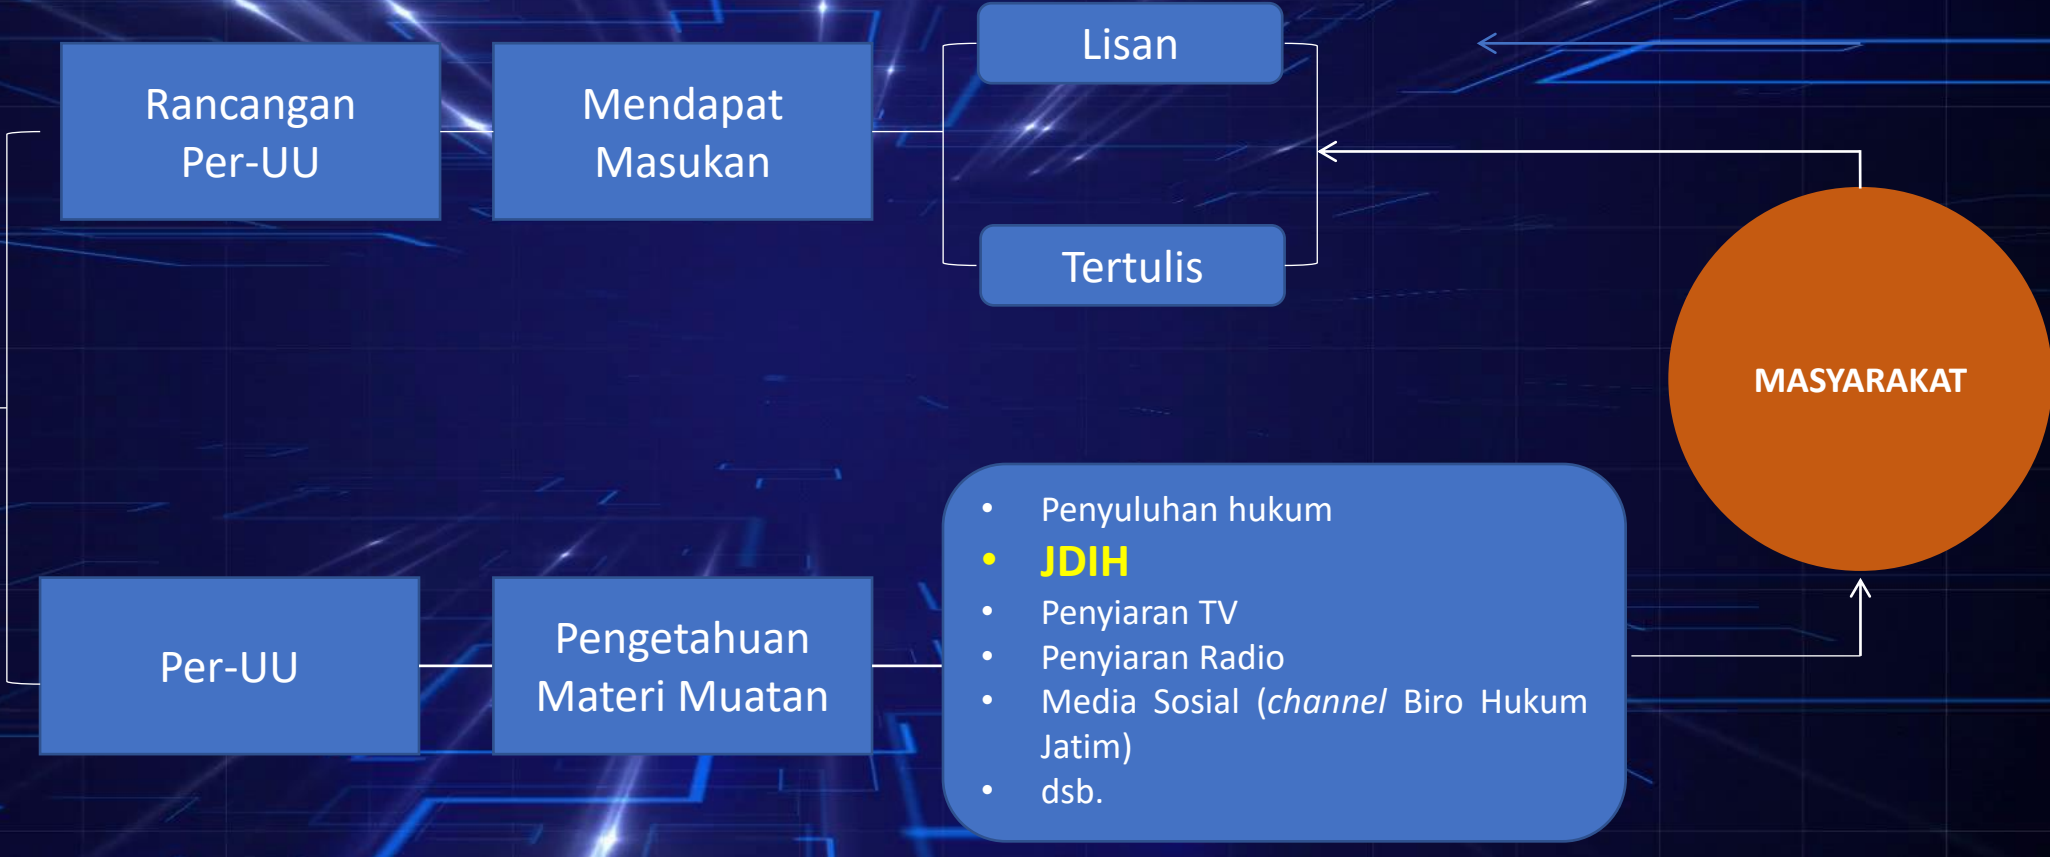 Rancangan
Per-UU
Mendapat
Masukan
Lisan
Tertulis
MASYARAKAT
Per-UU
Pengetahuan
Materi Muatan
• Penyuluhan hukum
• JDIH
• Penyiaran TV
• Penyiaran Radio
• Media Sosial (channel Biro Hukum
Jatim)
• dsb.